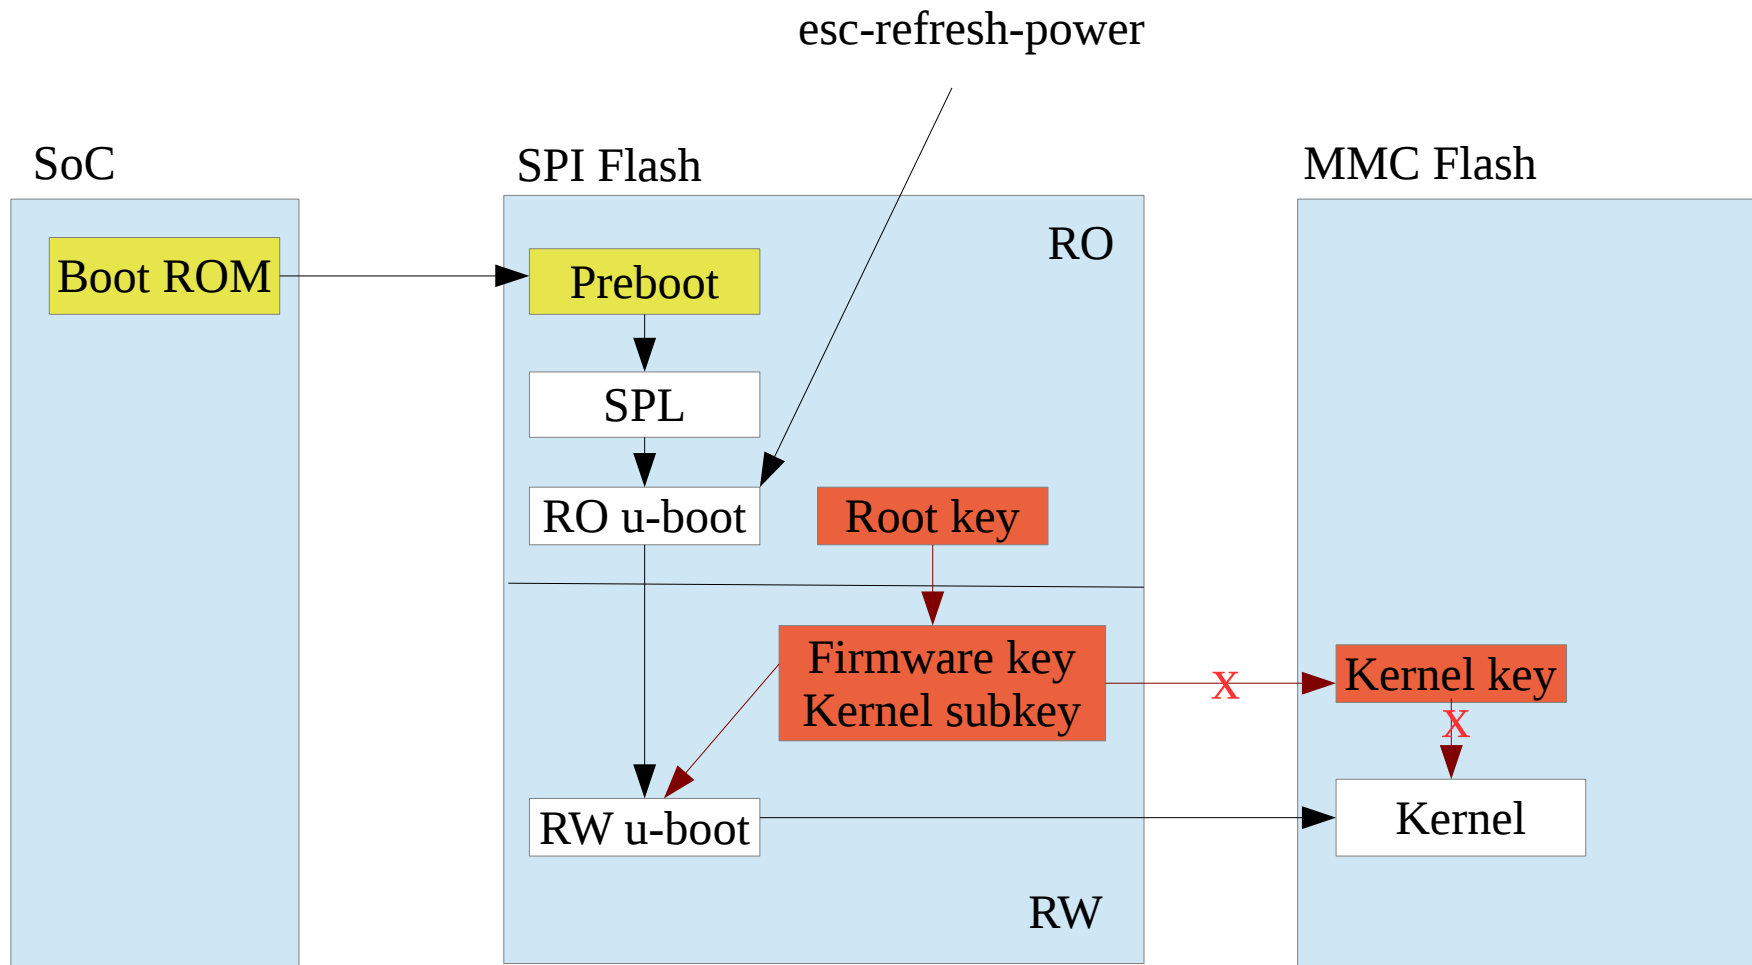 esc-refresh-power
SoC
SPI Flash
MMC Flash
RO
Boot ROM
Preboot
SPL
RO u-boot
Root key
Firmware key
Kernel subkey
X
Kernel key
X
RW u-boot
Kernel
RW